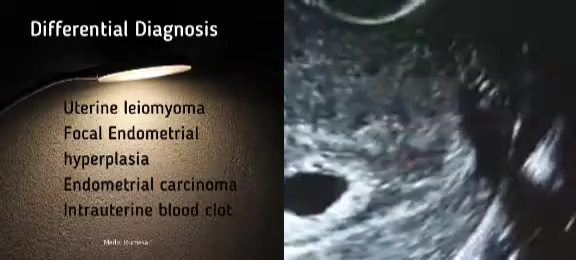 Differential Diagnosis
Uterine leiomyoma
Focal Endometrial
hyperplasia
Endometrial carcinoma
Intrauterine blood clot